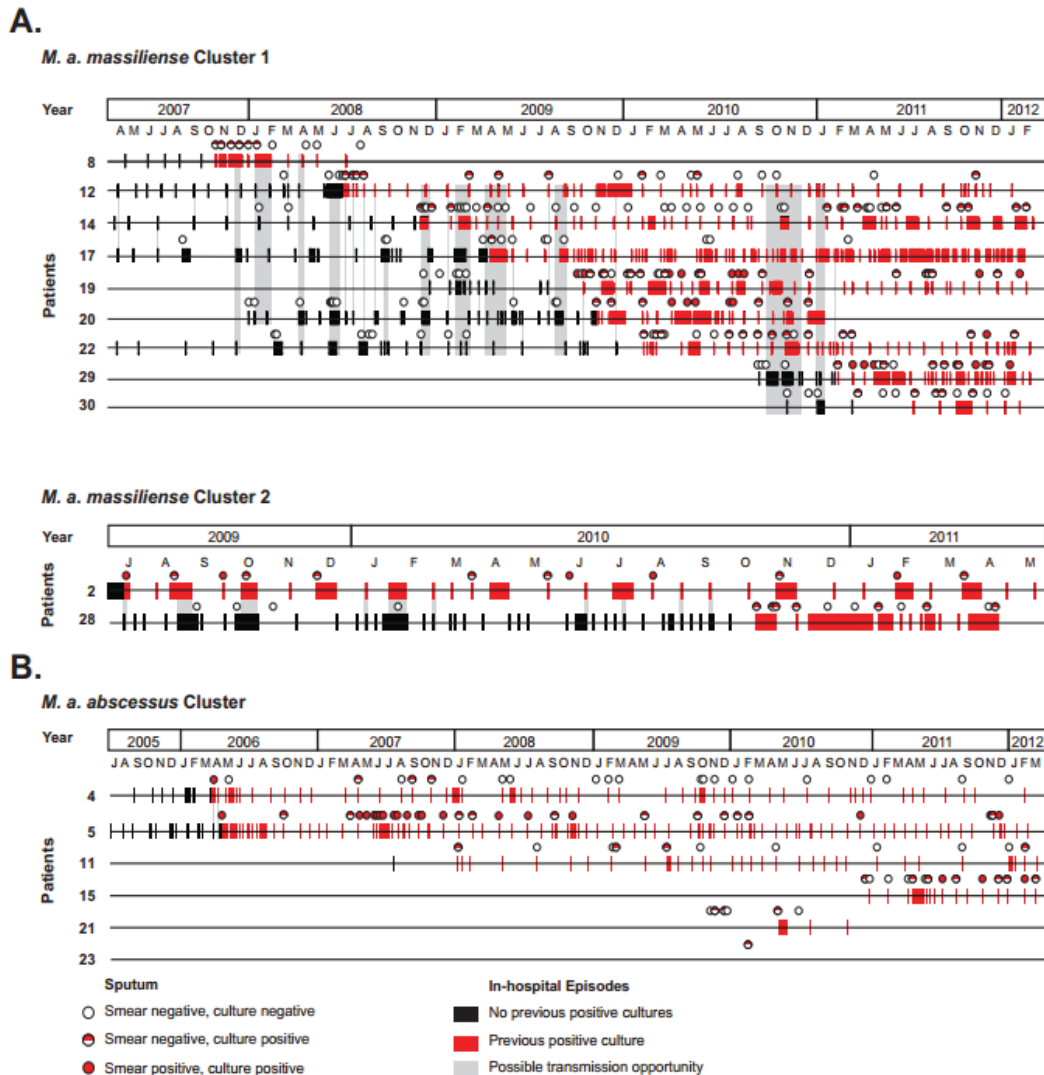 A.
M. a. massiliense Cluster 1
Year 2007 2008 2009 2010 2011 2012
A M J J A S O N D J F M A M J J A S O N D J F M A M J J A S O N D J F M A M J J A S O N D J F M A M J J A S O N D J F
Patients
8
12
14
17
19
20
22
29
30
M. a. massiliense Cluster 2
Year 2009 2010 2011
J A S O N D J F M A M J J A S O N D J F M A M
Patients
2
28
B.
M. a. abscessus Cluster
Year 2005 2006 2007 2008 2009 2010 2011 2012
J A S O N D J F M A M J J A S O N D J F M A M J J A S O N D J F M A M J J A S O N D J F M A M J J A S O N D J F M A M J J A S O N D J F M A M J J A S O N D J F M
Patients
4
5
11
15
21
23
Sputum
Smear negative, culture negative
Smear negative, culture positive
Smear positive, culture positive
In-hospital Episodes
No previous positive cultures
Previous positive culture
Possible transmission opportunity